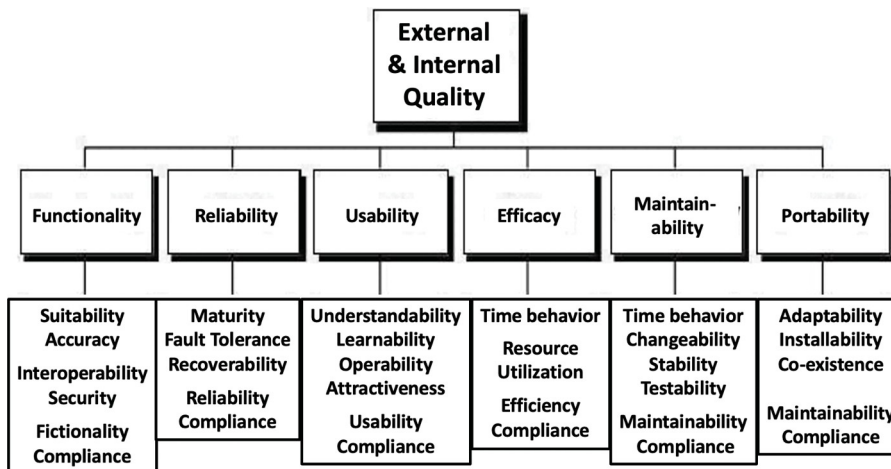 External
& Internal
Quality
Functionality
Reliability
Usability
Efficacy
Maintain-
ability
Portability
Suitability
Accuracy
Interoperability
Security
Fictionality
Compliance
Maturity
Fault Tolerance
Recoverability
Reliability
Compliance
Understandability
Learnability
Operability
Attractiveness
Usability
Compliance
Time behavior
Resource
Utilization
Efficiency
Compliance
Time behavior
Changeability
Stability
Testability
Maintainability
Compliance
Adaptability
Installability
Co-existence
Maintainability
Compliance